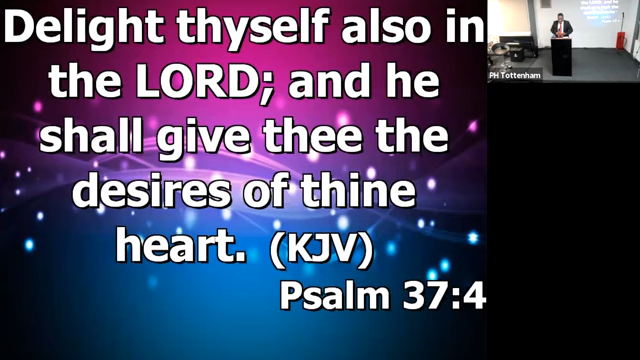 Delight thyself also in
the LORD; and he
shall give thee the
desires of thine
heart. (KJV)
Psalm 37:4
PH Tottenham